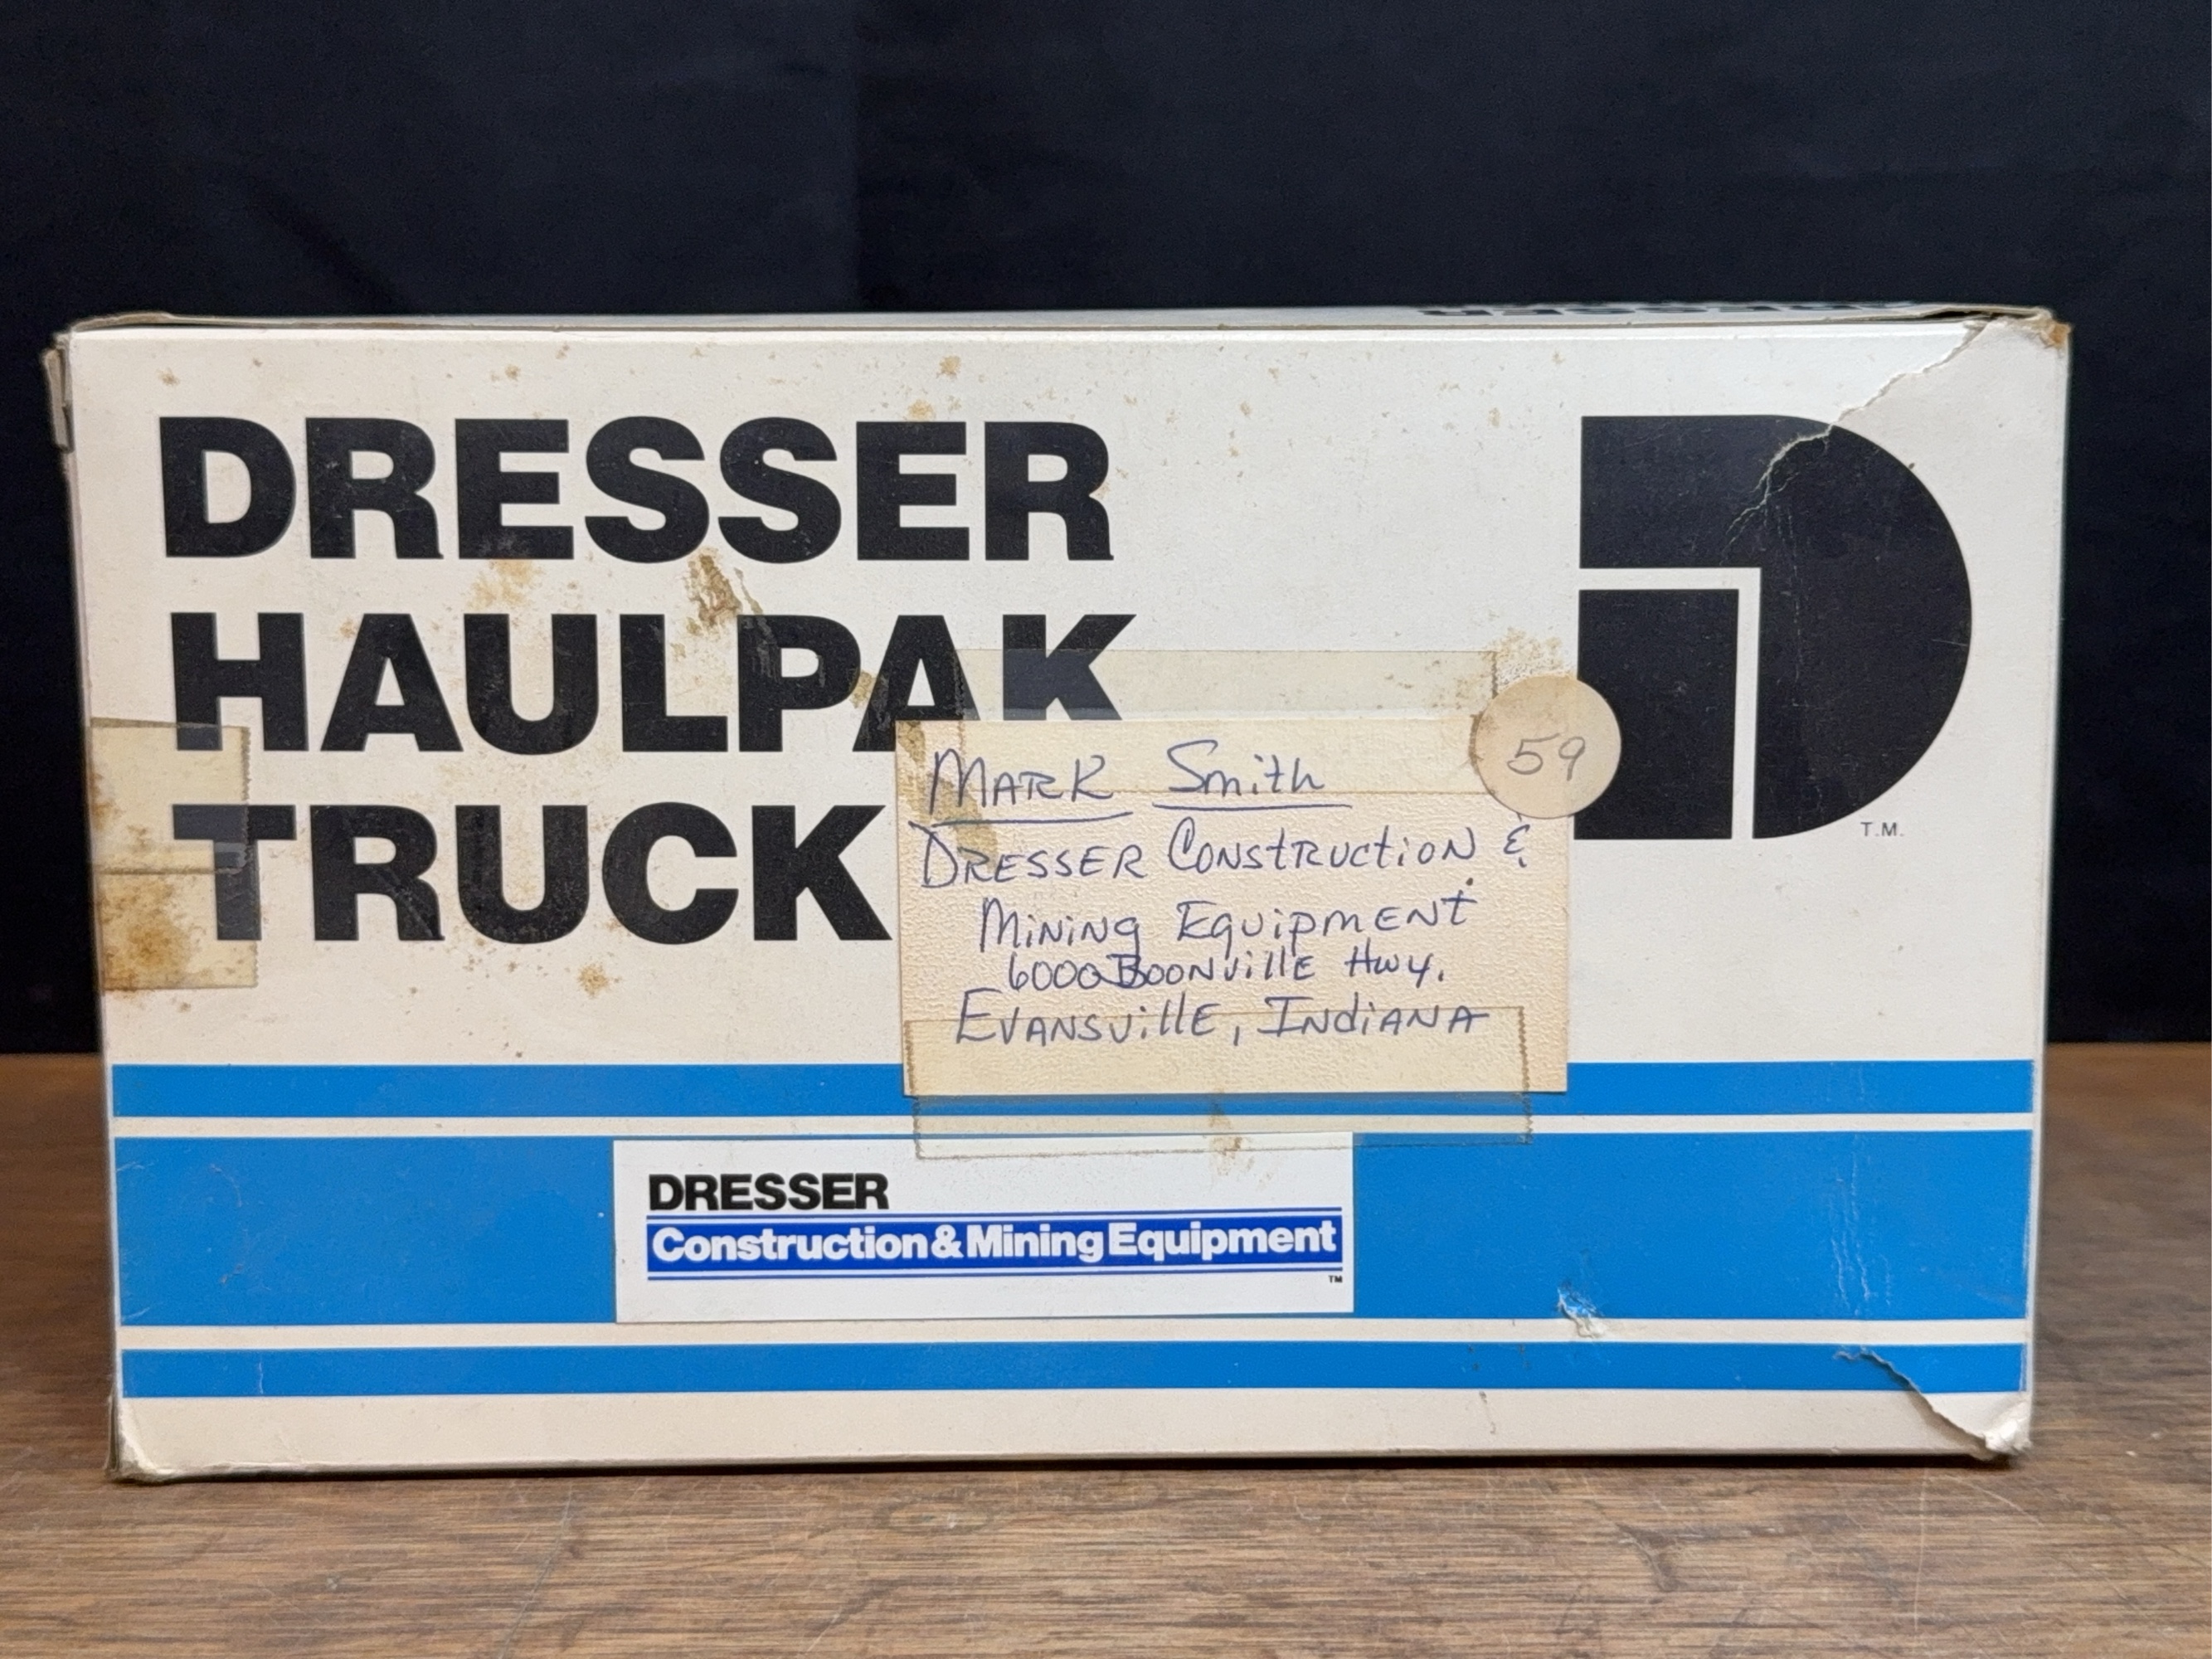 DRESSER
DRESSER
HAULPAK
TRUCK
T.M.
59
MARK Smith
DRESSER CONStRUCtiON &
MiNiNg EquipmENt
6000 BOONVillE Hwy.
EVANSVillE, INdiANA
DRESSER
Construction & Mining Equipment
TM